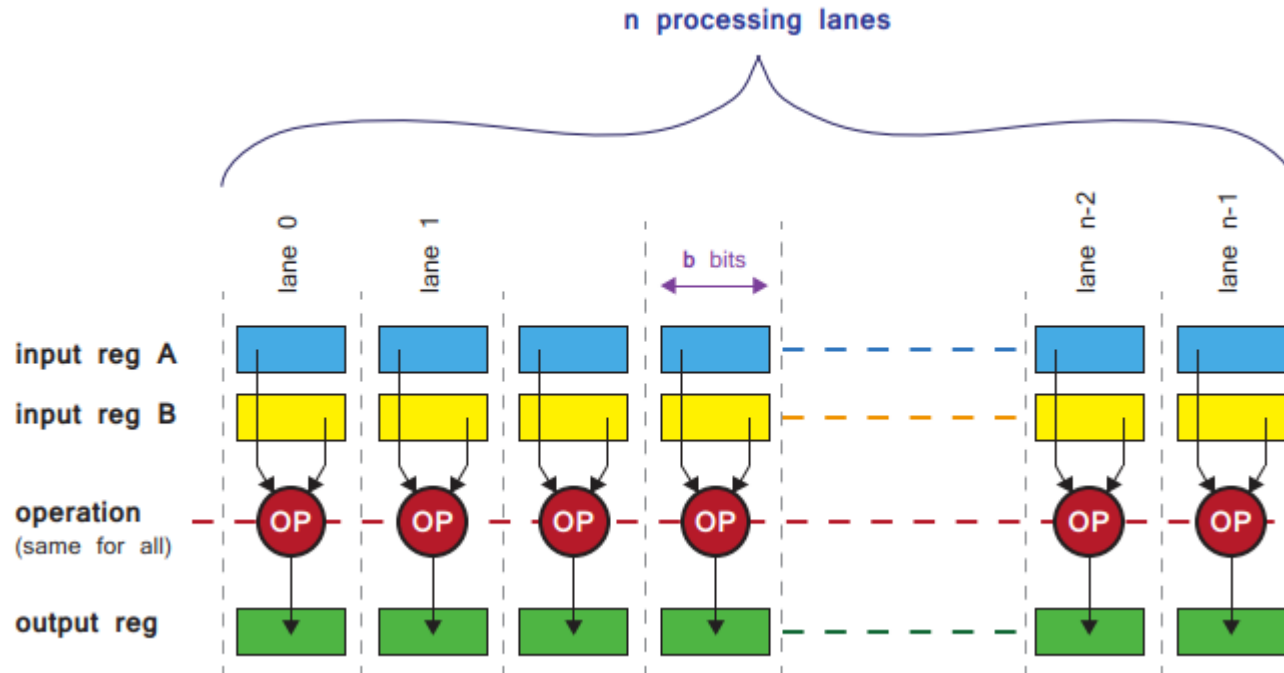 n processing lanes
lane 0
lane 1
b bits
lane n-2
lane n-1
input reg A
input reg B
operation
(same for all)
OP OP OP OP OP OP
output reg